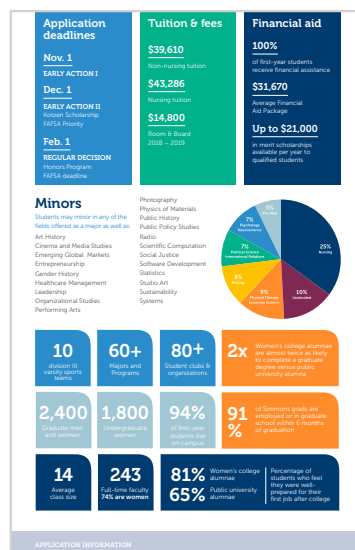 Application
deadlines
Nov. 1
EARLY ACTION I
Dec. 1
EARLY ACTION II
Kotzen Scholarship
FAFSA Priority
Feb. 1
REGULAR DECISION
Honors Program
FAFSA deadline
Tuition & fees
$39,610
Non-nursing tuition
$43,286
Nursing tuition
$14,800
Room & Board
2018 – 2019
Financial aid
100%
of first-year students
receive financial assistance
$31,670
Average Financial
Aid Package
Up to $21,000
in merit scholarships
available per year to
qualified students
Minors
Students may minor in any of the
fields offered as a major as well as:
Art History
Cinema and Media Studies
Emerging Global Markets
Entrepreneurship
Gender History
Healthcare Management
Leadership
Organizational Studies
Performing Arts
Photography
Physics of Materials
Public History
Public Policy Studies
Radio
Scientific Computation
Social Justice
Software Development
Statistics
Studio Art
Sustainability
Systems
5%
7%
Psychology
Neuroscience
7%
Political Science
International Relations
8%
Biology
9%
Physical Therapy
10%
Undecided
25%
Nursing
10
division III
varsity sports
teams
60+
Majors and
Programs
80+
Student clubs &
organizations
2x
Women's college alumnae
are almost twice as likely
to complete a graduate
degree versus public
university alumna
2,400
Graduate men
and women
1,800
Undergraduate
women
94%
of first-year
students live
on campus
91
%
of Simmons grads are
employed or in graduate
school within 6 months
of graduation
14
Average
class size
243
Full-time faculty
74% are women
81% Women's college
alumnae
65% Public university
alumnae
Percentage of
students who feel
they were well-
prepared for their
first job after college
APPLICATION INFORMATION